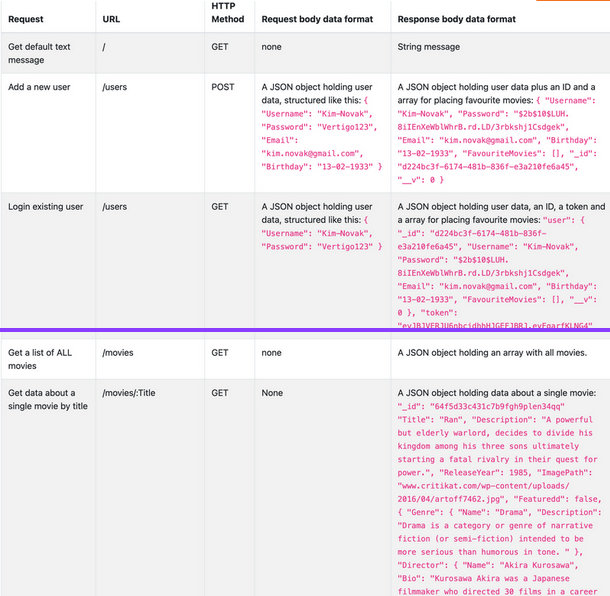 Request URL HTTP Method Request body data format Response body data format
Get default text message / GET none String message
Add a new user /users POST A JSON object holding user A JSON object holding user data plus an ID and a
data, structured like this: { array for placing favourite movies: { "Username":
"Username": "Kim-Novak", "Kim-Novak", "Password": "$2b$10$LUH.
"Password": "Vertigo123", 8iIEnXeWblWhrB.rd.LD/3rbkshj1Csdgek",
"Email": "Email": "kim.novak@gmail.com", "Birthday":
"kim.novak@gmail.com", "13-02-1933", "FavouriteMovies": [], "_id":
"Birthday": "13-02-1933" } "d224bc3f-6174-481b-836f-e3a210fe6a45",
"__v": 0 }
Login existing user /users GET A JSON object holding user A JSON object holding user data, an ID, a token and
data, structured like this: { a array for placing favourite movies: "user": {
"Username": "Kim-Novak", "_id": "d224bc3f-6174-481b-836f-
"Password": "Vertigo123" } e3a210fe6a45", "Username": "Kim-Novak",
"Password": "$2b$10$LUH.
8iIEnXeWblWhrB.rd.LD/3rbkshj1Csdgek",
"Email": "kim.novak@gmail.com", "Birthday":
"13-02-1933", "FavouriteMovies": [], "__v":
0 }, "token":
Get a list of ALL movies /movies GET none A JSON object holding an array with all movies.
Get data about a single movie by title /movies/:Title GET None A JSON object holding data about a single movie:
"_id": "64f5d33c431c7b9fgh9plen34qq"
"Title": "Ran", "Description": "A powerful
but elderly warlord, decides to divide his
kingdom among his three sons ultimately
starting a fatal rivalry in their quest for
power.", "ReleaseYear": 1985, "ImagePath":
"www.critikat.com/wp-content/uploads/
2016/04/artoff7462.jpg", "Featuredd": false,
{ "Genre": { "Name": "Drama", "Description":
"Drama is a category or genre of narrative
fiction (or semi-fiction) intended to be
more serious than humorous in tone. " },
"Director": { "Name": "Akira Kurosawa",
"Bio": "Kurosawa Akira was a Japanese
filmmaker who directed 30 films in a career